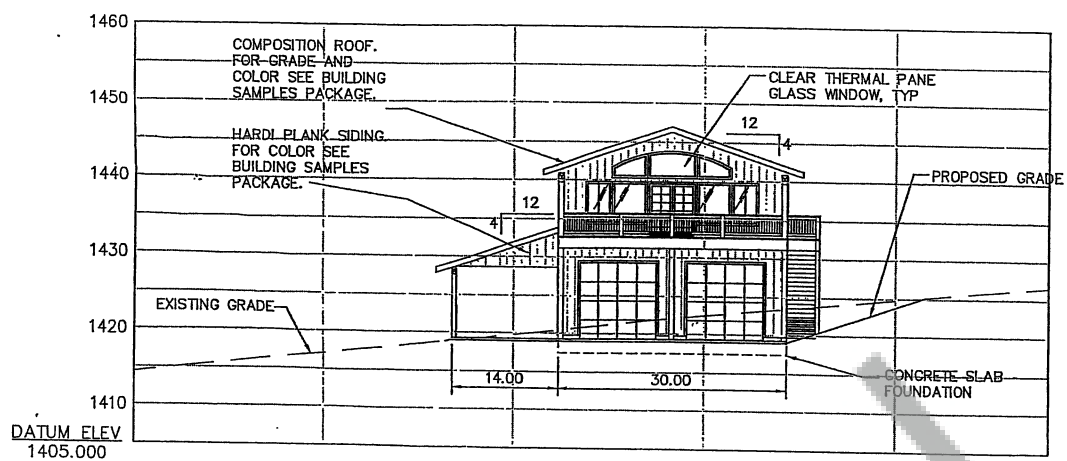 1460
COMPOSITION ROOF.
FOR GRADE AND
COLOR SEE BUILDING
SAMPLES PACKAGE.
CLEAR THERMAL PANE
GLASS WINDOW, TYP
1450
12
4
HARDI PLANK SIDING
FOR COLOR SEE
BUILDING SAMPLES
PACKAGE.
1440
PROPOSED GRADE
12
4
1430
EXISTING GRADE
1420
14.00
30.00
CONCRETE SLAB
FOUNDATION
1410
DATUM ELEV
1405.000